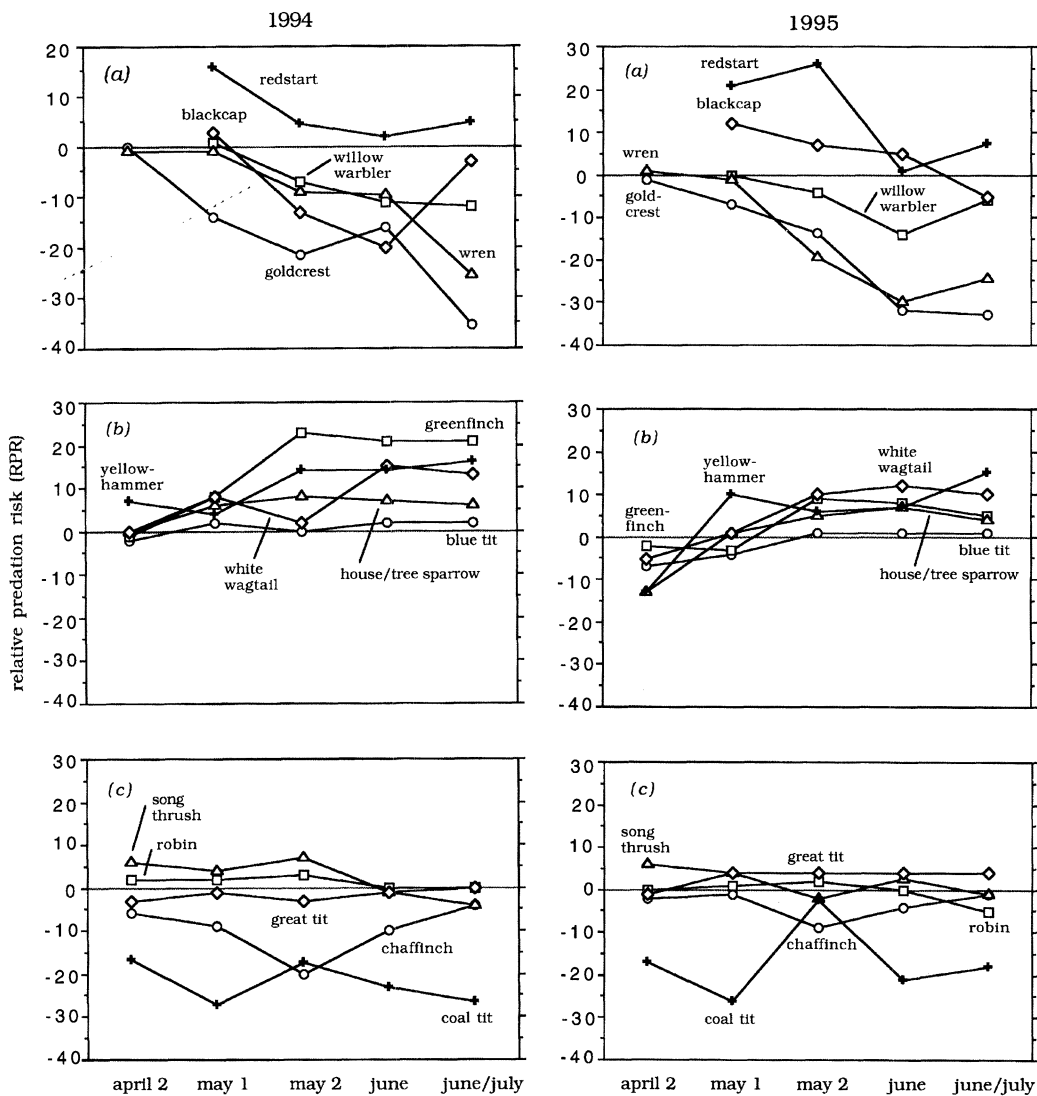 1994
1995
relative predation risk (RPR)
(a)
20
10
0
-10
-20
-30
-40
redstart
blackcap
willow
warbler
wren
goldcrest
(a)
30
20
10
0
-10
-20
-30
-40
redstart
blackcap
wren
gold-
crest
willow
warbler
(b)
30
20
10
0
-10
-20
-30
-40
greenfinch
yellow-
hammer
blue tit
white
wagtail
house/tree sparrow
(b)
30
20
10
0
-10
-20
-30
-40
white
wagtail
yellow-
hammer
green-
finch
blue tit
house/tree sparrow
(c)
30
20
10
0
-10
-20
-30
-40
song
thrush
robin
great tit
chaffinch
coal tit
april 2
may 1
may 2
june
june/july
(c)
30
20
10
0
-10
-20
-30
-40
song
thrush
great tit
chaffinch
robin
coal tit
april 2
may 1
may 2
june
june/july